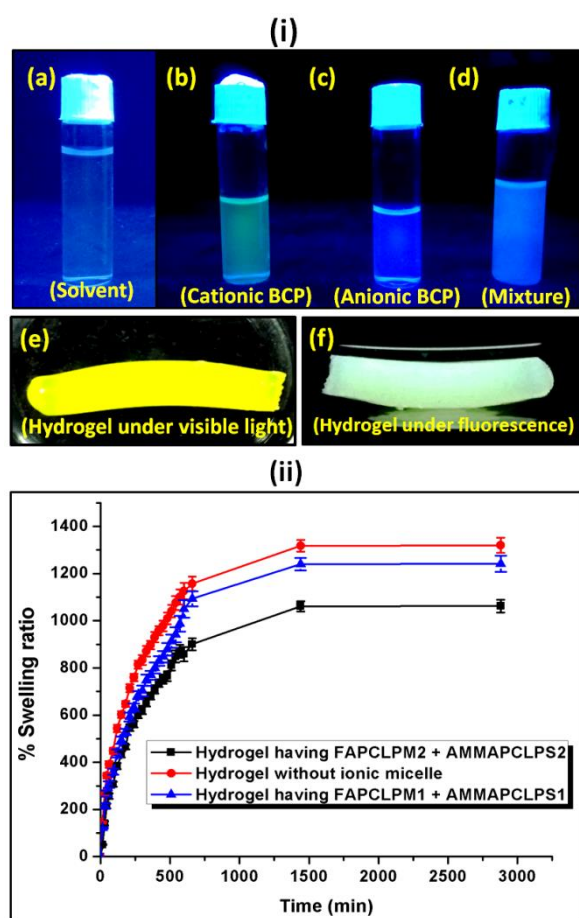 (i)
(a) (b) (c) (d)
(Solvent) (Cationic BCP) (Anionic BCP) (Mixture)
(e) (f)
(Hydrogel under visible light) (Hydrogel under fluorescence)
(ii)
1400
1200
1000
800
600
400
200
0
% Swelling ratio
Hydrogel having FAPCLPM2 + AMMAPCLPS2
Hydrogel without ionic micelle
Hydrogel having FAPCLPM1 + AMMAPCLPS1
0 500 1000 1500 2000 2500 3000
Time (min)